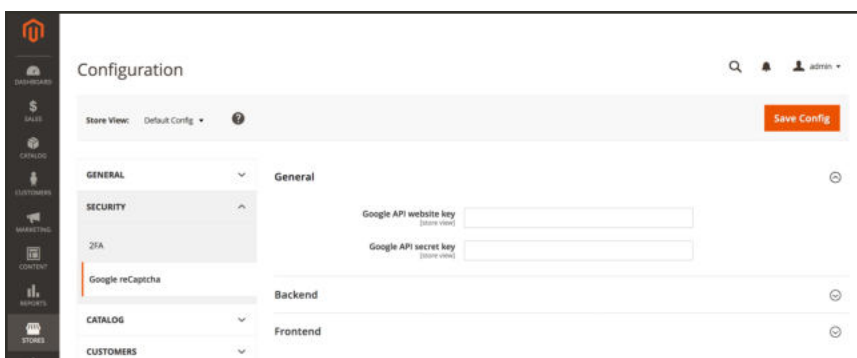 Configuration
admin
Store View: Default Config
Save Config
DASHBOARD
SALES
CATALOG
CUSTOMERS
MARKETING
CONTENT
REPORTS
STORES
GENERAL
SECURITY
2FA
Google reCaptcha
CATALOG
CUSTOMERS
General
Google API website key
[store view]
Google API secret key
[store view]
Backend
Frontend